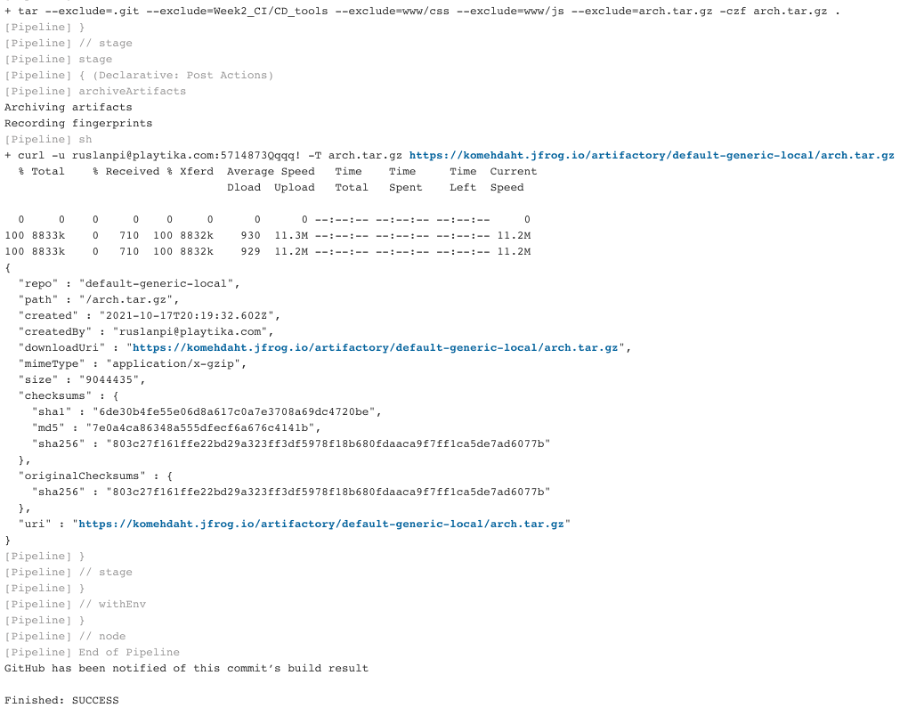 + tar --exclude=.git --exclude=Week2_CI/CD_tools --exclude=www/css --exclude=www/js --exclude=arch.tar.gz -czf arch.tar.gz .
[Pipeline] }
[Pipeline] // stage
[Pipeline] stage
[Pipeline] { (Declarative: Post Actions)
[Pipeline] archiveArtifacts
Archiving artifacts
Recording fingerprints
[Pipeline] sh
+ curl -u ruslanpi@playtika.com:5714873Qqqq! -T arch.tar.gz https://komehdaht.jfrog.io/artifactory/default-generic-local/arch.tar.gz
% Total % Received % Xferd Average Speed Time Time Time Current
Dload Upload Total Spent Left Speed
0 0 0 0 0 0 0 0 --:--:-- --:--:-- --:--:-- 0
100 8833k 0 710 100 8832k 930 11.3M --:--:-- --:--:-- --:--:-- 11.2M
100 8833k 0 710 100 8832k 929 11.2M --:--:-- --:--:-- --:--:-- 11.2M
{
"repo" : "default-generic-local",
"path" : "/arch.tar.gz",
"created" : "2021-10-17T20:19:32.602Z",
"createdBy" : "ruslanpi@playtika.com",
"downloadUri" : "https://komehdaht.jfrog.io/artifactory/default-generic-local/arch.tar.gz",
"mimeType" : "application/x-gzip",
"size" : "9044435",
"checksums" : {
"sha1" : "6de30b4fe55e06d8a617c0a7e3708a69dc4720be",
"md5" : "7e0a4ca86348a555dfecf6a676c4141b",
"sha256" : "803c27f161ffe22bd29a323ff3df5978f18b680fdaaca9f7ff1ca5de7ad6077b"
},
"originalChecksums" : {
"sha256" : "803c27f161ffe22bd29a323ff3df5978f18b680fdaaca9f7ff1ca5de7ad6077b"
},
"uri" : "https://komehdaht.jfrog.io/artifactory/default-generic-local/arch.tar.gz"
}
[Pipeline] }
[Pipeline] // stage
[Pipeline] }
[Pipeline] // withEnv
[Pipeline] }
[Pipeline] // node
[Pipeline] End of Pipeline
GitHub has been notified of this commit's build result
Finished: SUCCESS